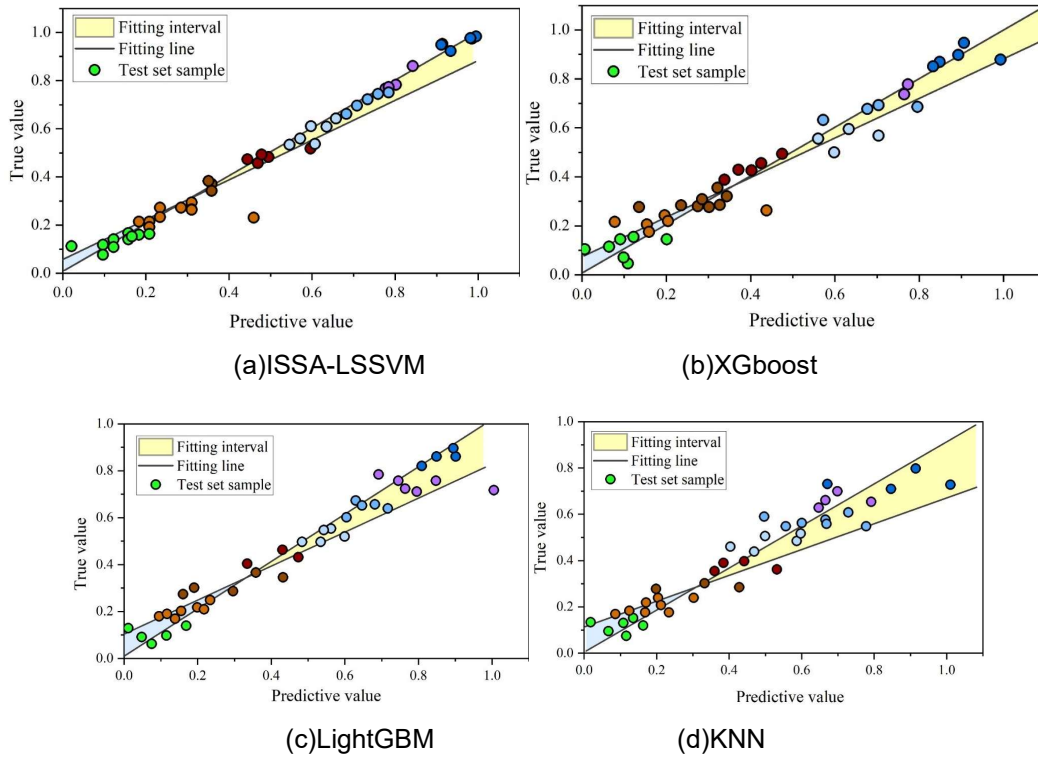 Fitting interval
Fitting line
Test set sample
True value
1.0
0.8
0.6
0.4
0.2
0.0
0.0 0.2 0.4 0.6 0.8 1.0
Predictive value
(a)ISSA-LSSVM
Fitting interval
Fitting line
Test set sample
True value
1.0
0.8
0.6
0.4
0.2
0.0
0.0 0.2 0.4 0.6 0.8 1.0
Predictive value
(b)XGboost
Fitting interval
Fitting line
Test set sample
True value
1.0
0.8
0.6
0.4
0.2
0.0
0.0 0.2 0.4 0.6 0.8 1.0
Predictive value
(c)LightGBM
Fitting interval
Fitting line
Test set sample
True value
1.0
0.8
0.6
0.4
0.2
0.0
0.0 0.2 0.4 0.6 0.8 1.0
Predictive value
(d)KNN